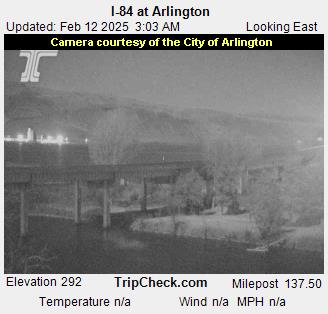 I-84 at Arlington
Updated: Feb 12 2025 3:03 AM Looking East
Camera courtesy of the City of Arlington
Elevation 292 TripCheck.com Milepost 137.50
Temperature n/a Wind n/a MPH n/a